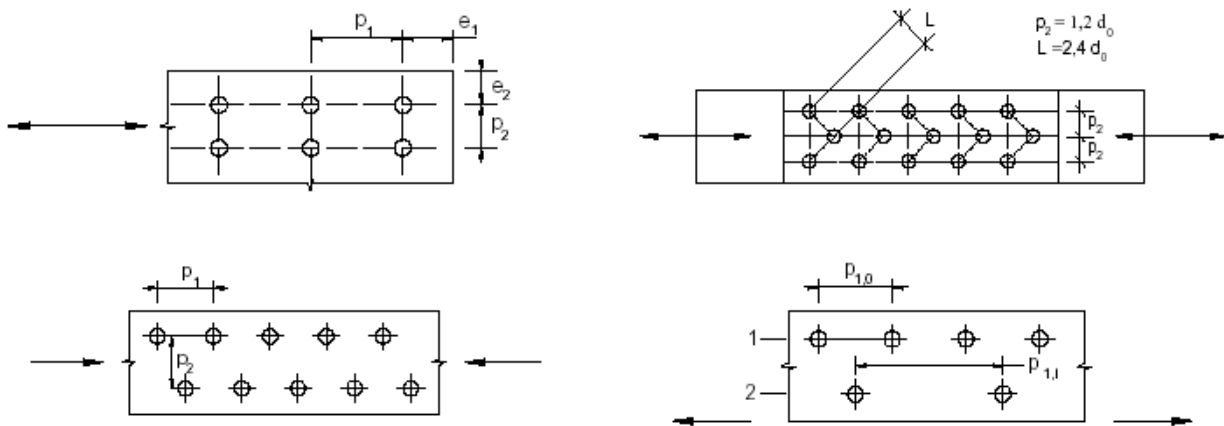 p₁
e₁
e₂
p₂
L
p₂ = 1,2 d₀
L =2,4 d₀
p₂
p₂
p₁
p₂
p₁,₀
1
p₁,ᵢ
2